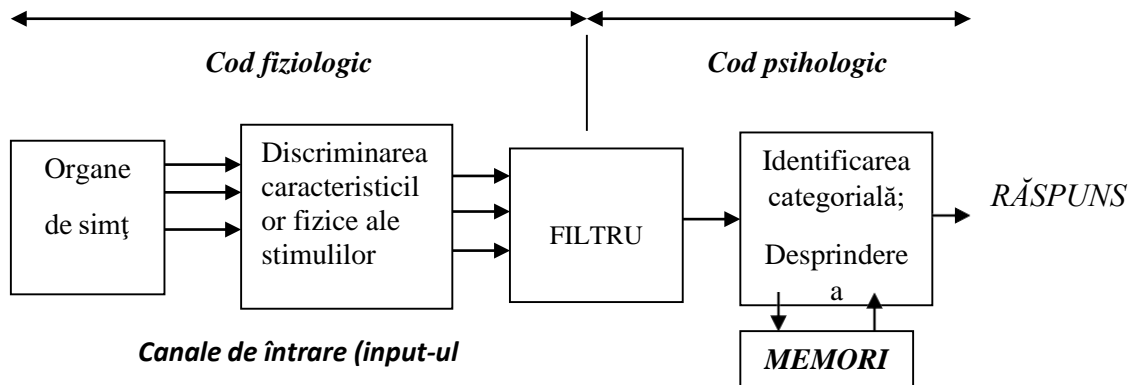 Cod fiziologic
Cod psihologic
Organe
de simţ
Discriminarea
caracteristicil
or fizice ale
stimulilor
FILTRU
Identificarea
categorială;
Desprindere
a
RĂSPUNS
Canale de întrare (input-ul
MEMORI